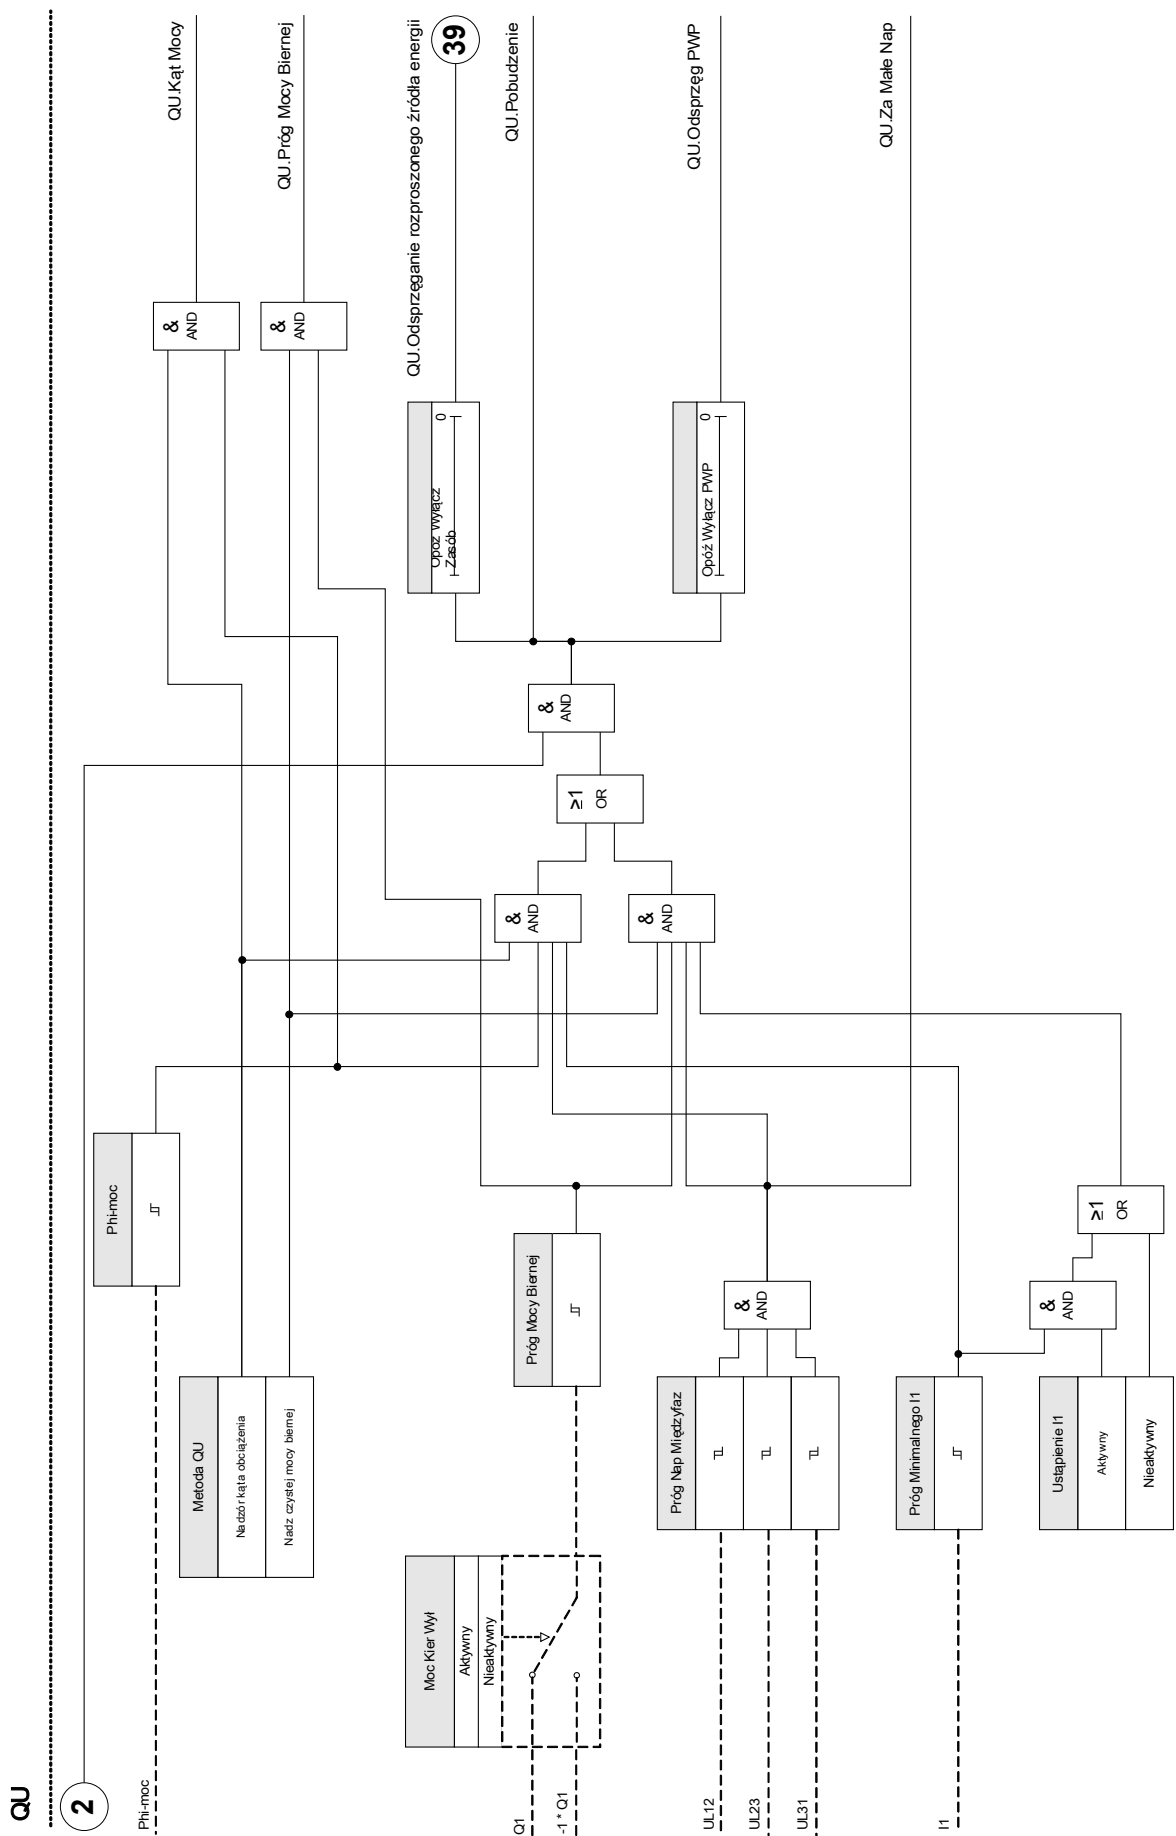 QU
2
Phi-moc
Q1
-1 * Q1
UL12
UL23
UL31
I1
Metoda QU
Nadzór kąta obciążenia
Nadz czystej mocy biernej
Moc Kier Wył
Aktywny
Nieaktywny
Phi-moc
Próg Mocy Biernej
Próg Nap Międzyfaz
Próg Minimalnego I1
Ustąpienie I1
Aktywny
Nieaktywny
&
AND
&
AND
≥1
OR
&
AND
&
AND
≥1
OR
&
AND
Opóź Wyłącz
Zasób
0
Opóź Wyłącz PWP
0
&
AND
&
AND
QU.Kąt Mocy
QU.Próg Mocy Biernej
QU.Odsprzęganie rozproszonego źródła energii
39
QU.Pobudzenie
QU.Odsprzęg PWP
QU.Za Małe Nap